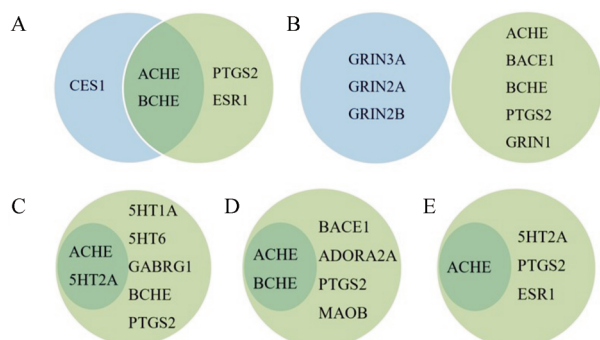 A
CES1
ACHE
BCHE
PTGS2
ESR1
B
GRIN3A
GRIN2A
GRIN2B
ACHE
BACE1
BCHE
PTGS2
GRIN1
C
ACHE
5HT2A
5HT1A
5HT6
GABRG1
BCHE
PTGS2
D
ACHE
BCHE
BACE1
ADORA2A
PTGS2
MAOB
E
ACHE
5HT2A
PTGS2
ESR1